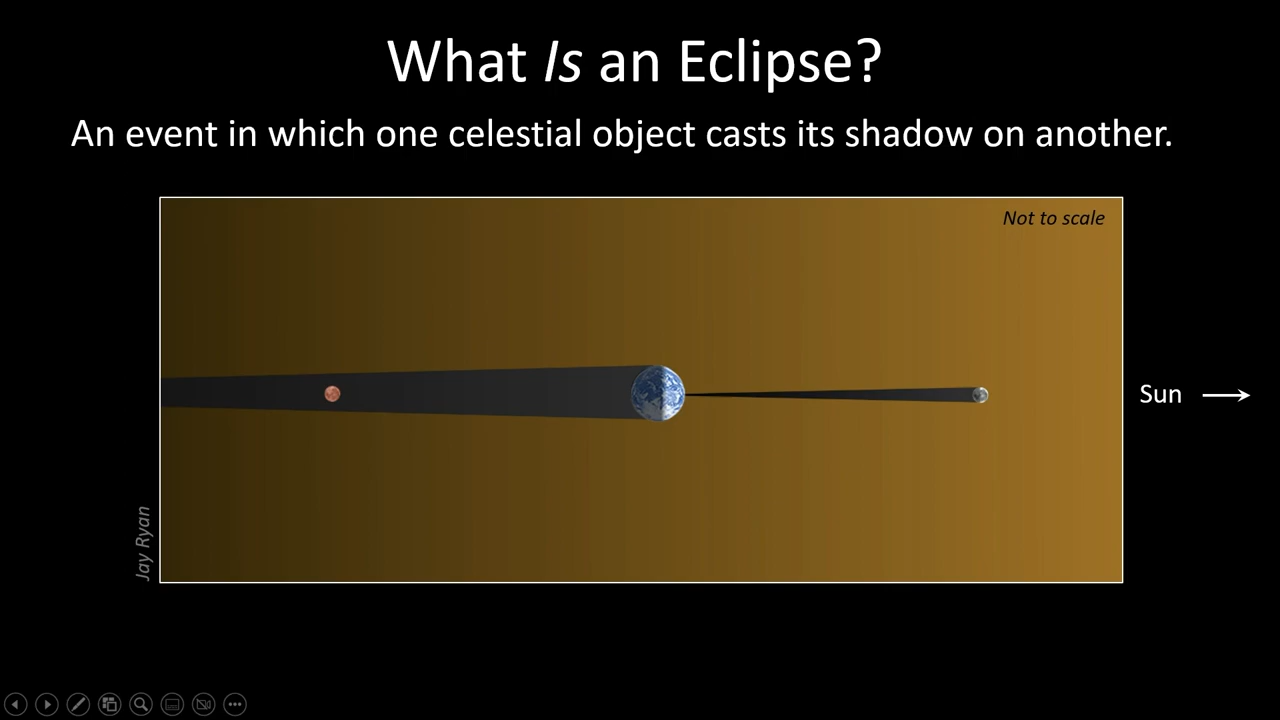 What Is an Eclipse?
An event in which one celestial object casts its shadow on another.
Not to scale
Sun
Jay Ryan